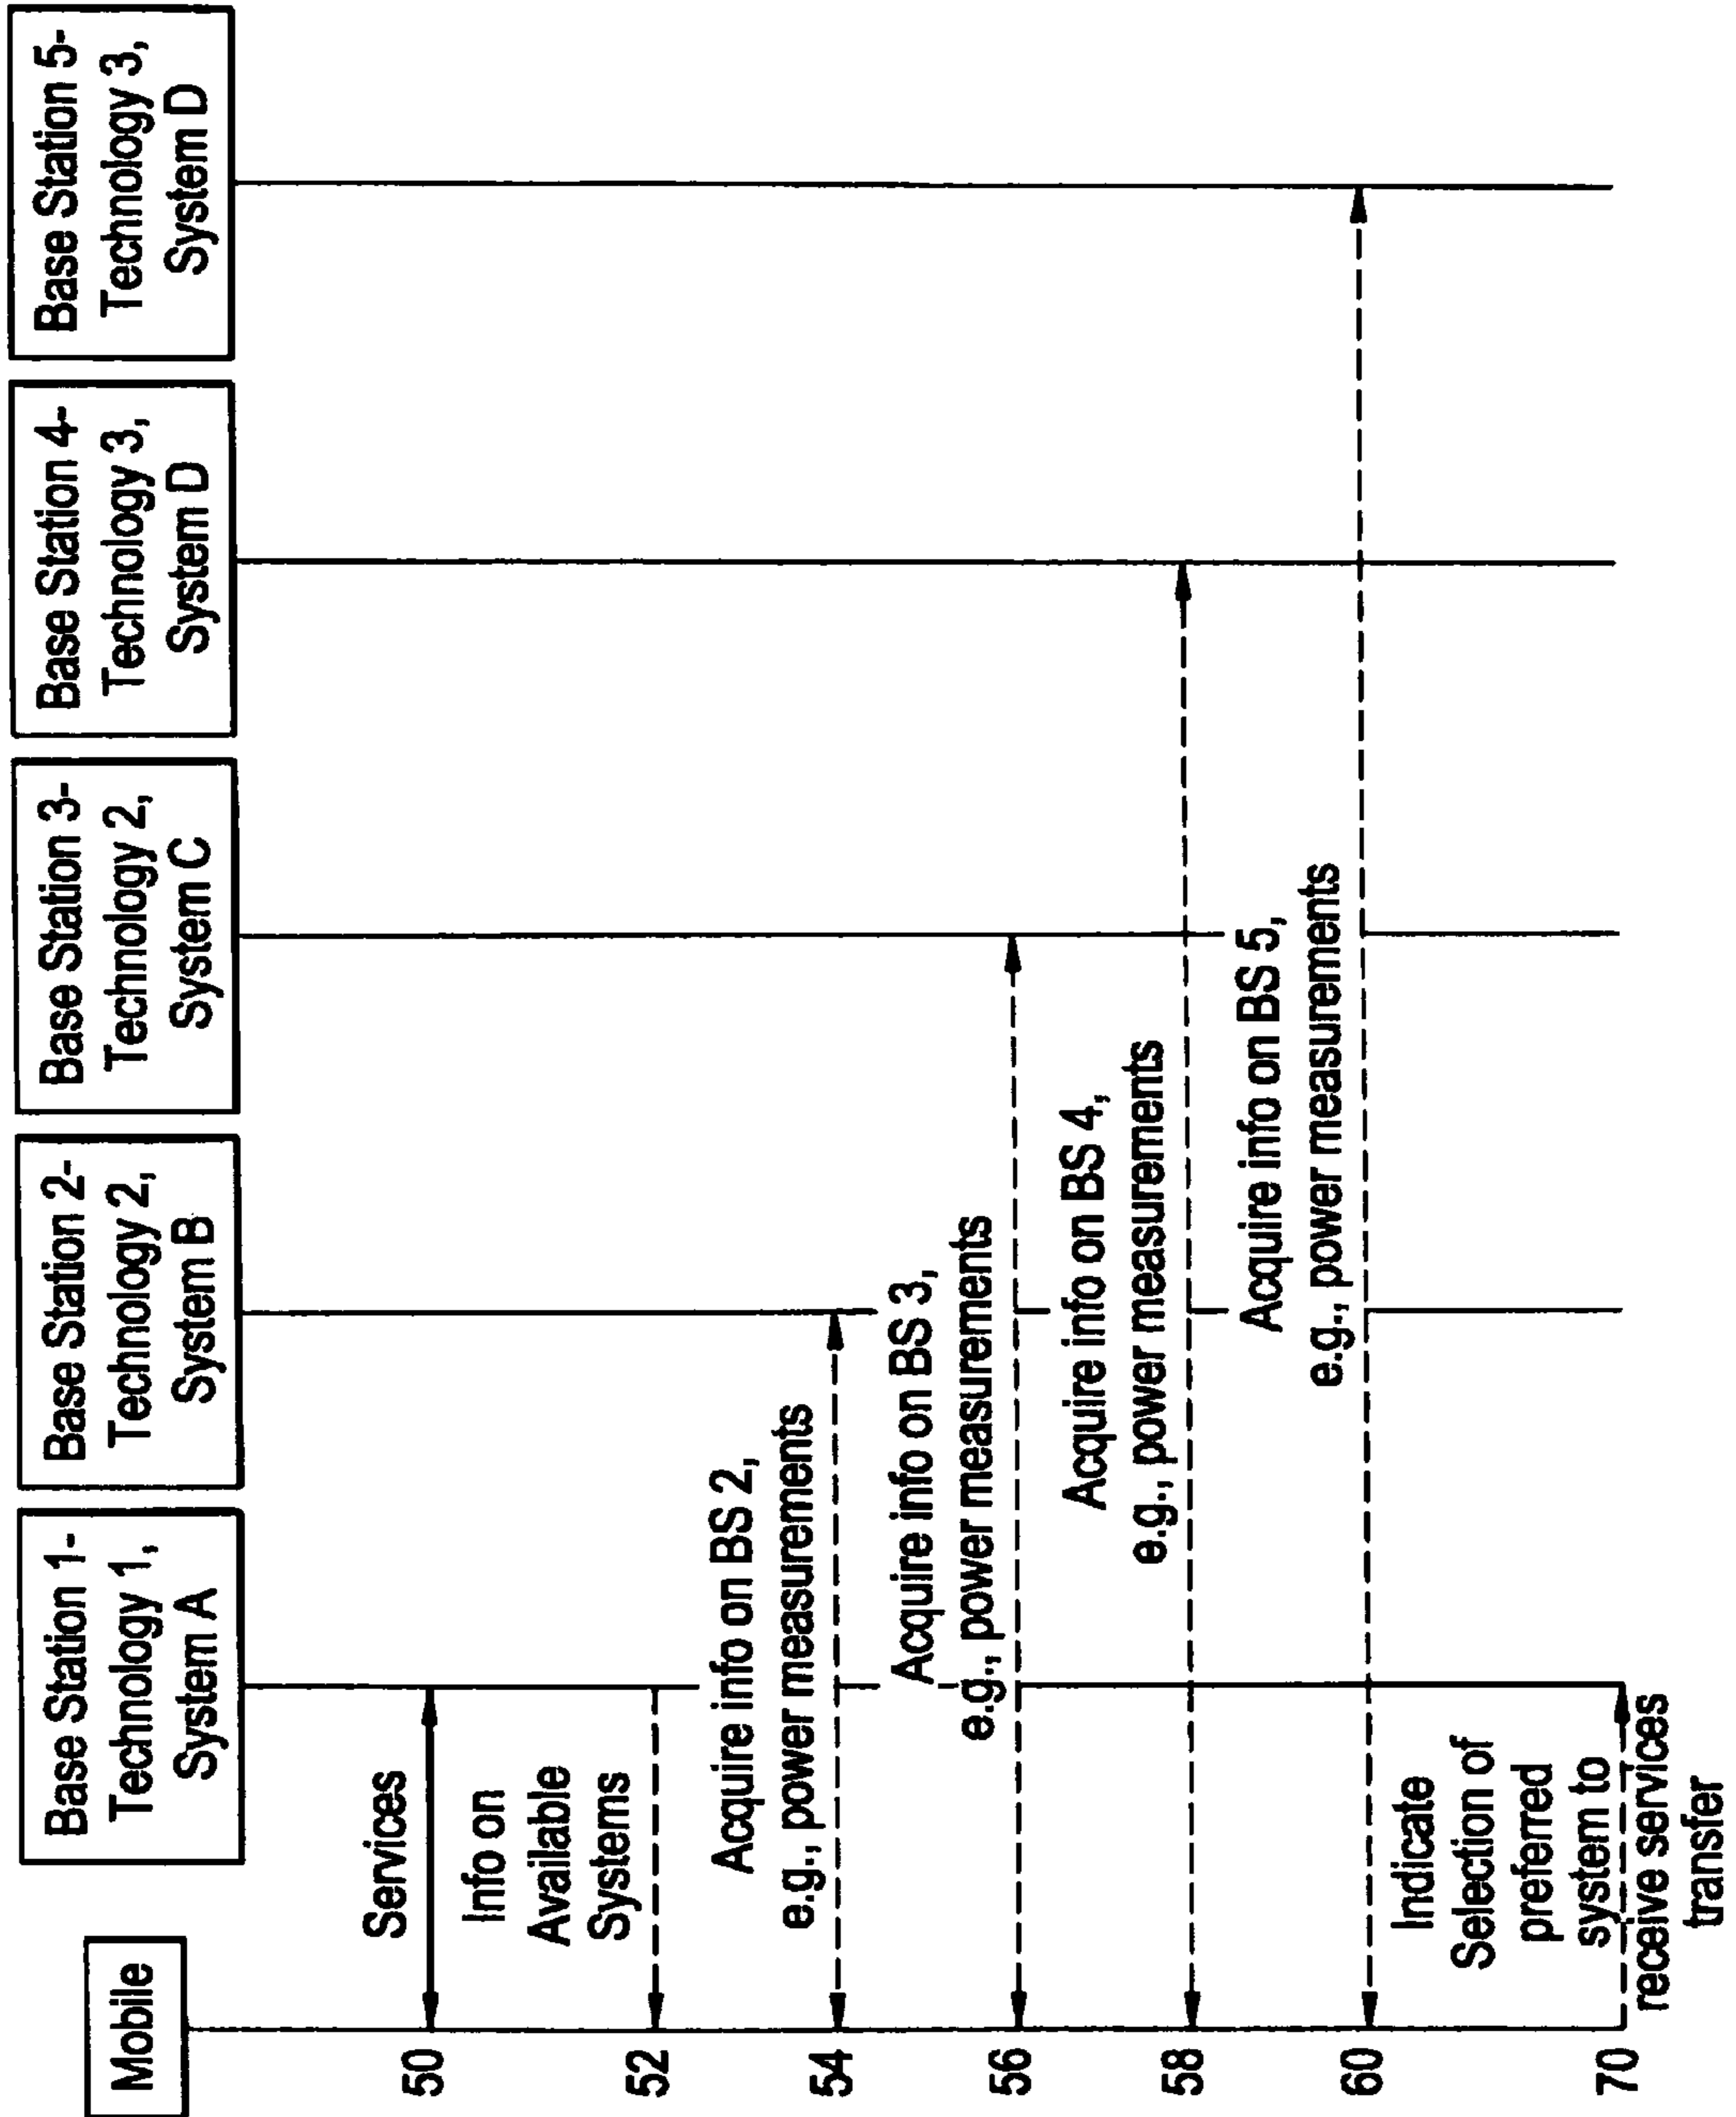 Mobile
Base Station 1-
Technology 1,
System A
Base Station 2-
Technology 2,
System B
Base Station 3-
Technology 2,
System C
Base Station 4-
Technology 3,
System D
Base Station 5-
Technology 3,
System D
50
Services
52
Info on
Available
Systems
54
Acquire info on BS 2,
e.g., power measurements
56
Acquire info on BS 3,
e.g., power measurements
58
Acquire info on BS 4,
e.g., power measurements
60
Acquire info on BS 5,
e.g., power measurements
70
Indicate
Selection of
preferred
system to
receive services
transfer